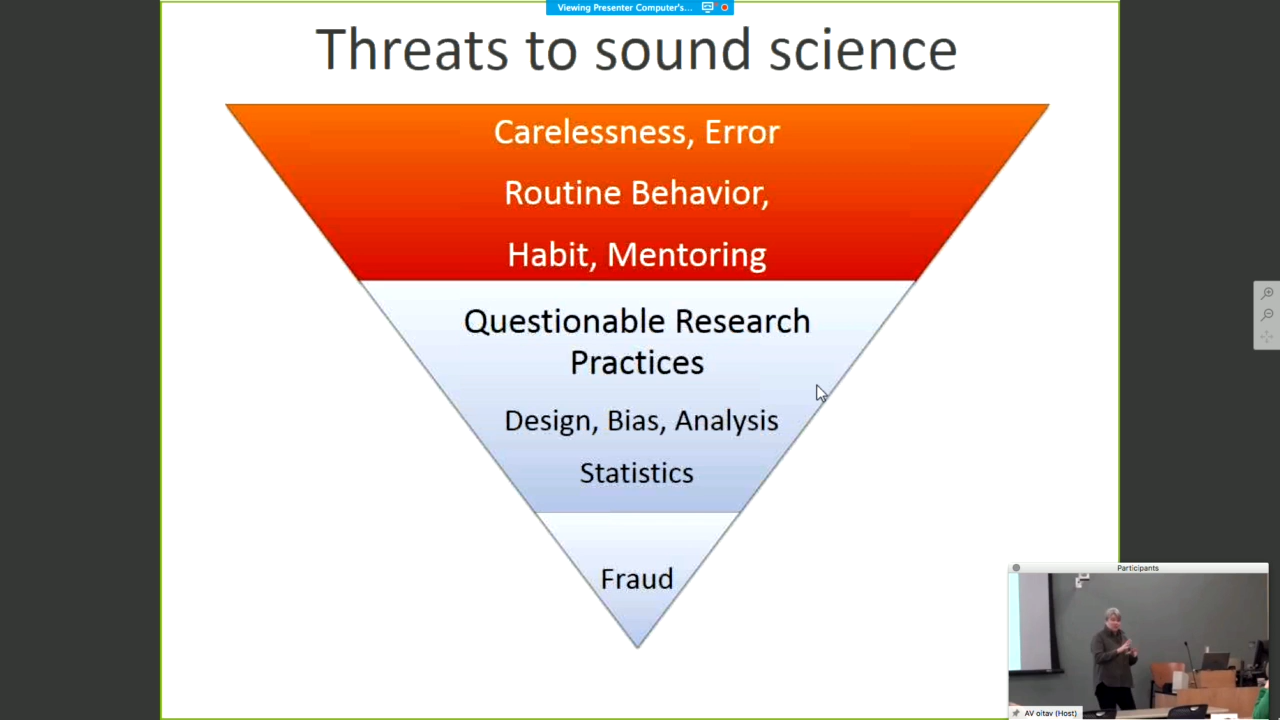 Viewing Presenter Computer's...
Threats to sound science
Carelessness, Error
Routine Behavior,
Habit, Mentoring
Questionable Research
Practices
Design, Bias, Analysis
Statistics
Fraud
Participants
AV oitav (Host)